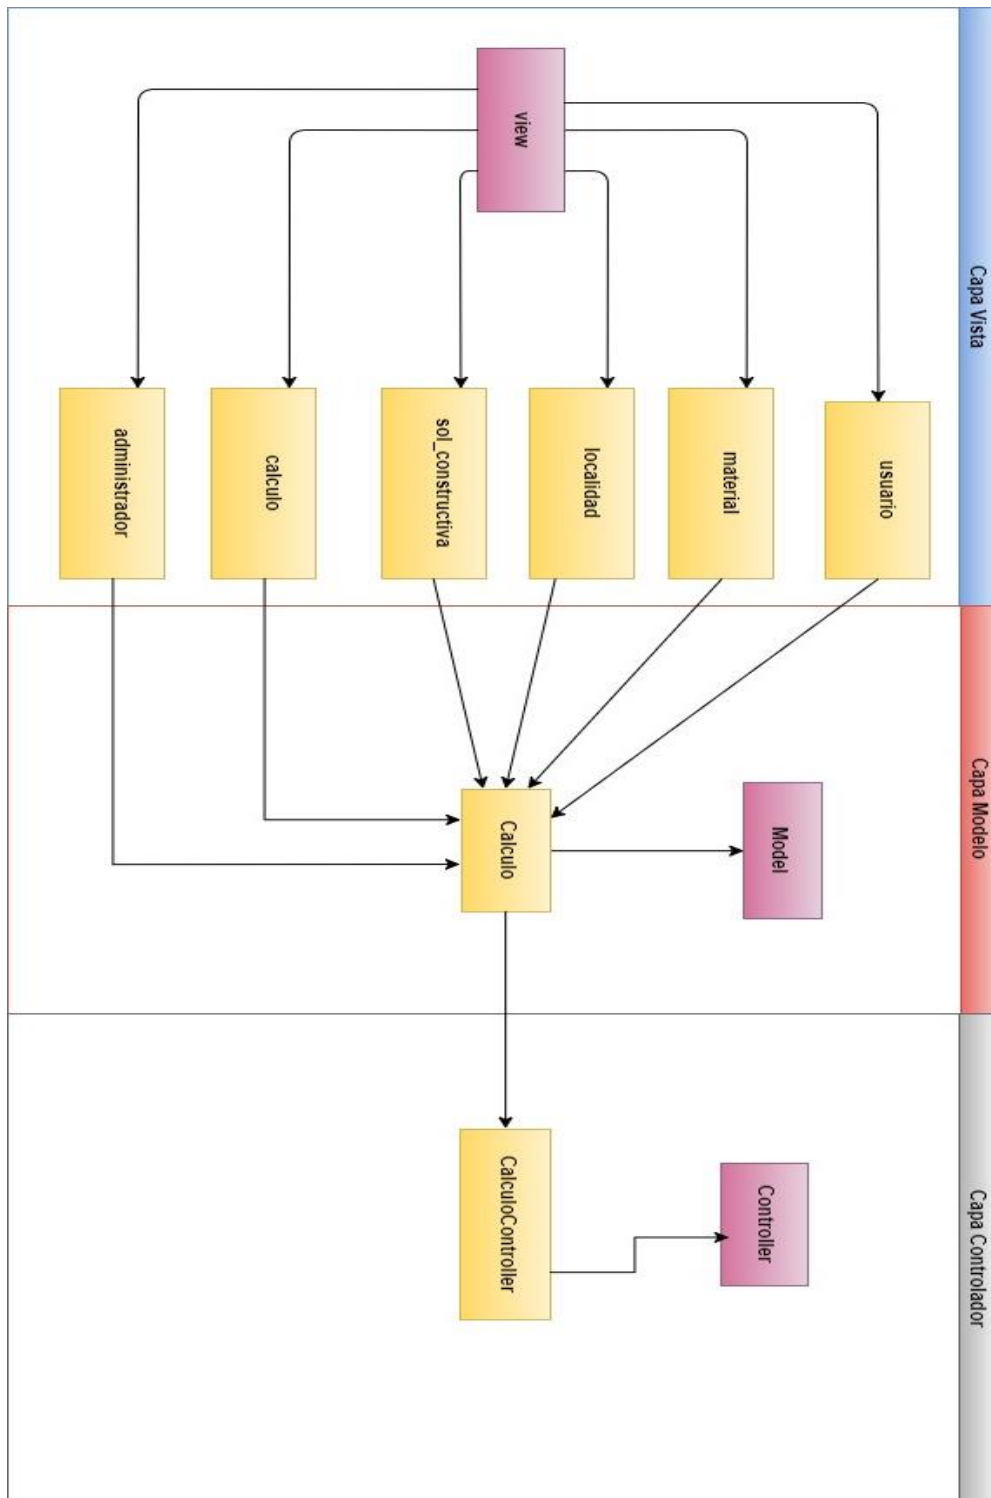 Capa Vista
view
usuario
material
localidad
sol_constructiva
calculo
administrador
Capa Modelo
Model
Calculo
Capa Controlador
Controller
CalculoController